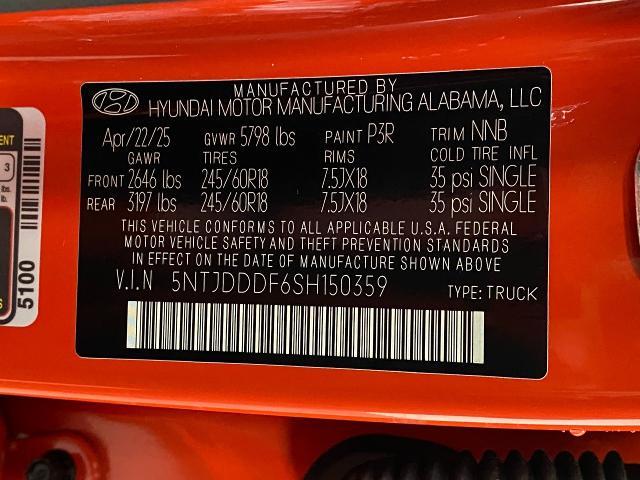 MANUFACTURED BY
HYUNDAI MOTOR MANUFACTURING ALABAMA, LLC
Apr/22/25 GVWR 5798 lbs PAINT P3R TRIM NNB
GAWR TIRES RIMS COLD TIRE INFL
FRONT 2646 lbs 245/60R18 7.5JX18 35 psi SINGLE
REAR 3197 lbs 245/60R18 7.5JX18 35 psi SINGLE
THIS VEHICLE CONFORMS TO ALL APPLICABLE U.S.A. FEDERAL
MOTOR VEHICLE SAFETY AND THEFT PREVENTION STANDARDS
IN EFFECT ON THE DATE OF MANUFACTURE SHOWN ABOVE
V.I.N 5NTJDDDF6SH150359 TYPE: TRUCK
3
lbs.
5100